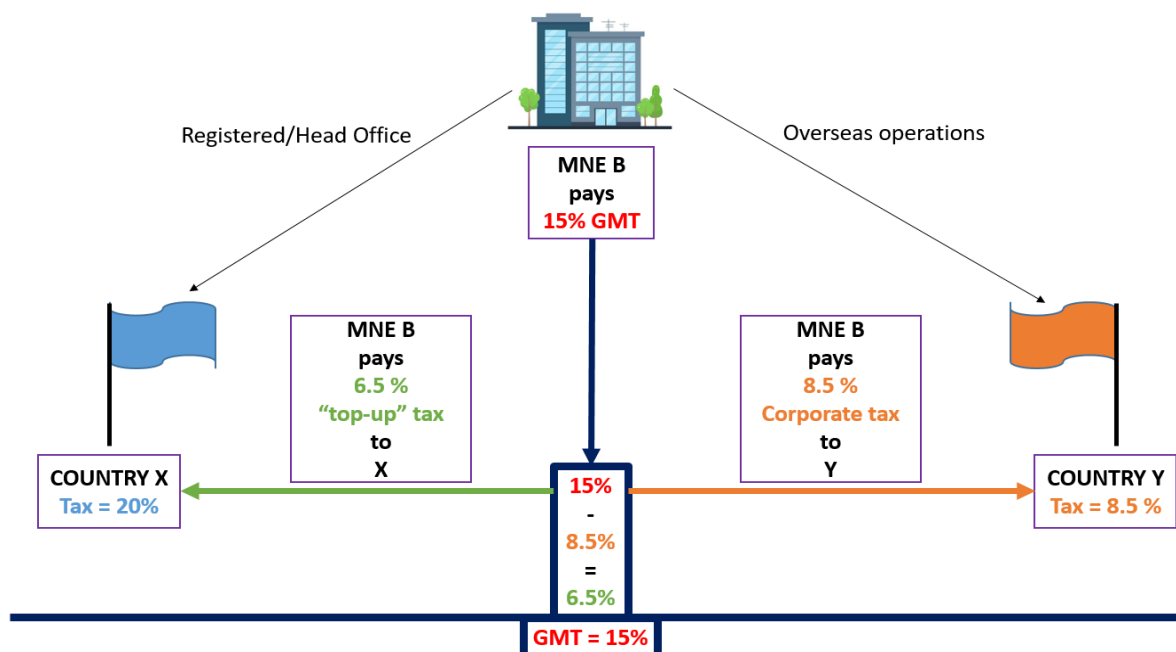 Registered/Head Office
Overseas operations
MNE B
pays
15% GMT
MNE B
pays
6.5 %
“top-up” tax
to
X
MNE B
pays
8.5 %
Corporate tax
to
Y
COUNTRY X
Tax = 20%
15%
-
8.5%
=
6.5%
COUNTRY Y
Tax = 8.5 %
GMT = 15%